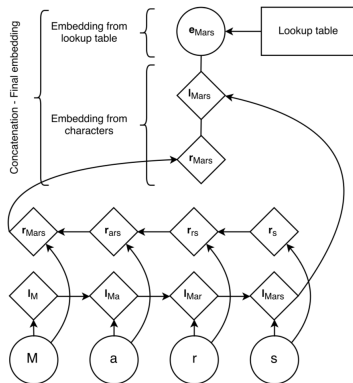 Concatenation - Final embedding
Embedding from
lookup table
Embedding from
characters
eMars
Lookup table
lMars
rMars
rMars
rars
rrs
rs
lM
lMa
lMar
lMars
M
a
r
s